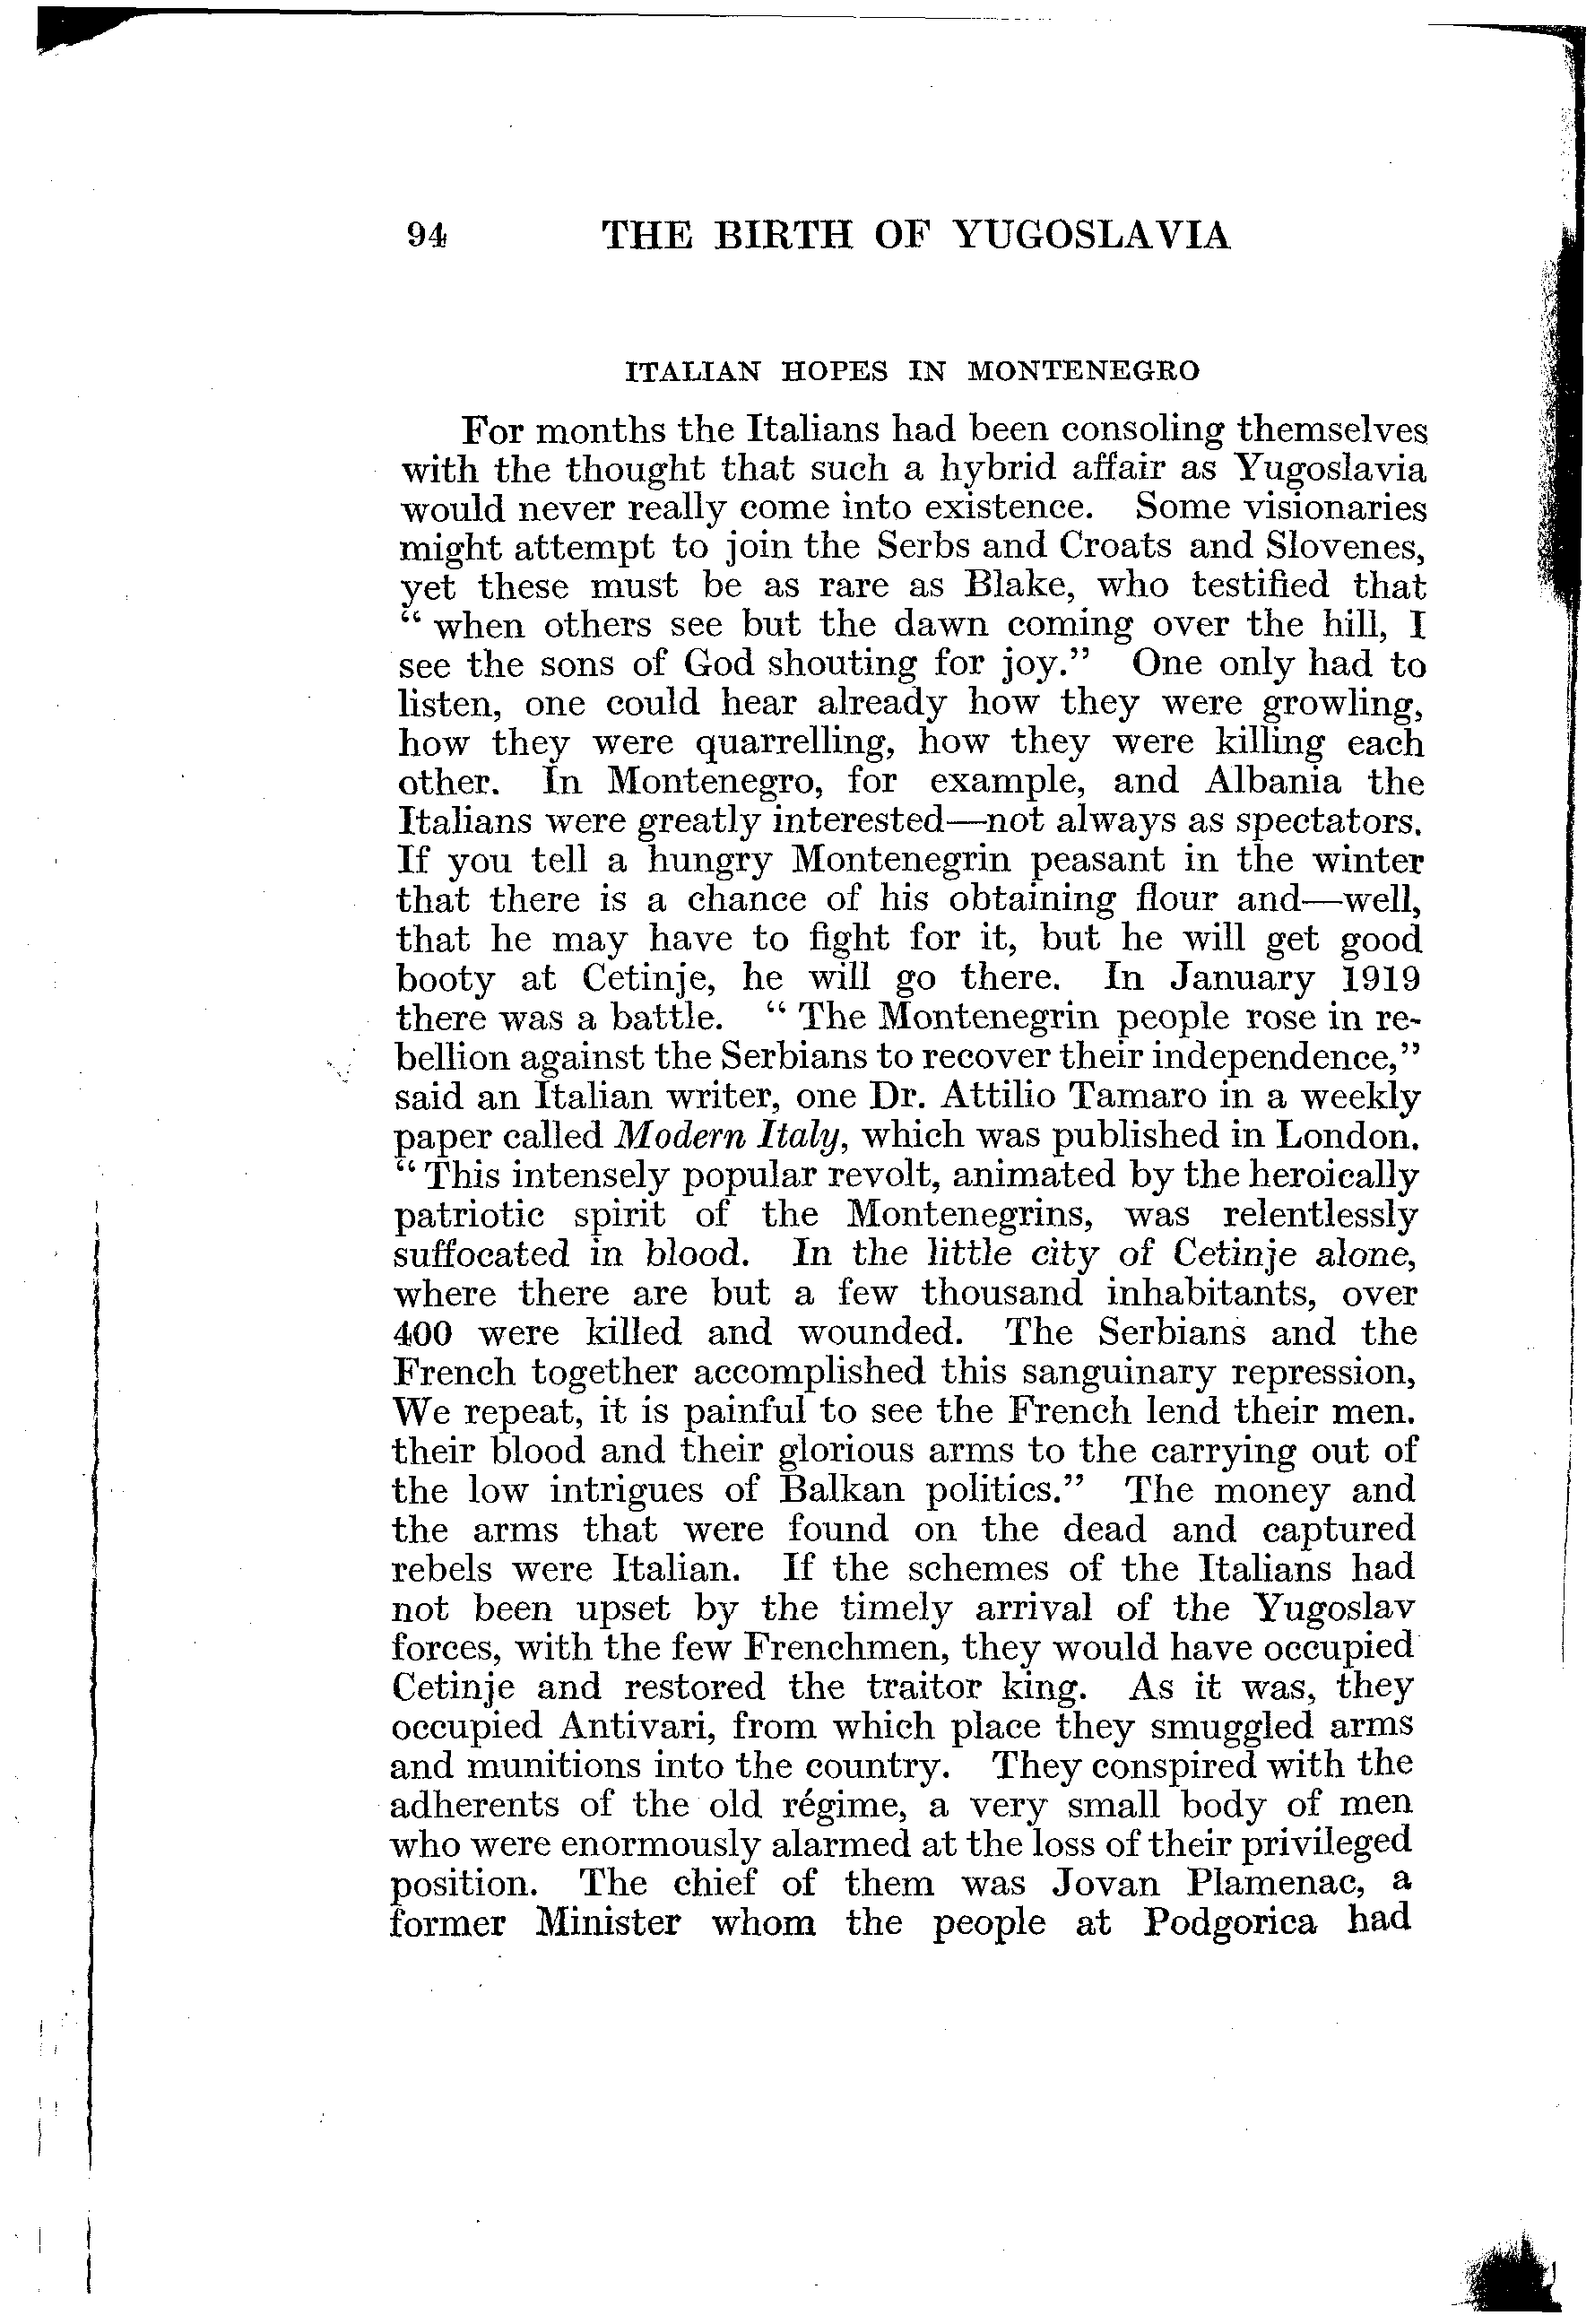 94 THE BIRTH OF YUGOSLAVIA
ITALIAN HOPES IN MONTENEGRO
For months the Italians had been consoling themselves
with the thought that such a hybrid affair as Yugoslavia
would never really come into existence. Some visionaries
might attempt to join the Serbs and Croats and Slovenes,
yet these must be as rare as Blake, who testified that
“ when others see but the dawn coming over the hill, I
see the sons of God shouting for joy.” One only had to
listen, one could hear already how they were growling,
how they were quarrelling, how they were killing each
other. In Montenegro, for example, and Albania the
Italians were greatly interested—not always as spectators.
If you tell a hungry Montenegrin peasant in the winter
that there is a chance of his obtaining flour and—well,
that he may have to fight for it, but he will get good
booty at Cetinje, he will go there. In January 1919
there was a battle. “ The Montenegrin people rose in re-
bellion against the Serbians to recover their independence,”
said an Italian writer, one Dr. Attilio Tamaro in a weekly
paper called Modern Italy, which was published in London.
“ This intensely popular revolt, animated by the heroically
patriotic spirit of the Montenegrins, was relentlessly
suffocated in blood. In the little city of Cetinje alone,
where there are but a few thousand inhabitants, over
400 were killed and wounded. The Serbians and the
French together accomplished this sanguinary repression,
We repeat, it is painful to see the French lend their men.
their blood and their glorious arms to the carrying out of
the low intrigues of Balkan politics.” The money and
the arms that were found on the dead and captured
rebels were Italian. If the schemes of the Italians had
not been upset by the timely arrival of the Yugoslav
forces, with the few Frenchmen, they would have occupied
Cetinje and restored the traitor king. As it was, they
occupied Antivari, from which place they smuggled arms
and munitions into the country. They conspired with the
adherents of the old régime, a very small body of men
who were enormously alarmed at the loss of their privileged
position. The chief of them was Jovan Plamenac, a
former Minister whom the people at Podgorica had